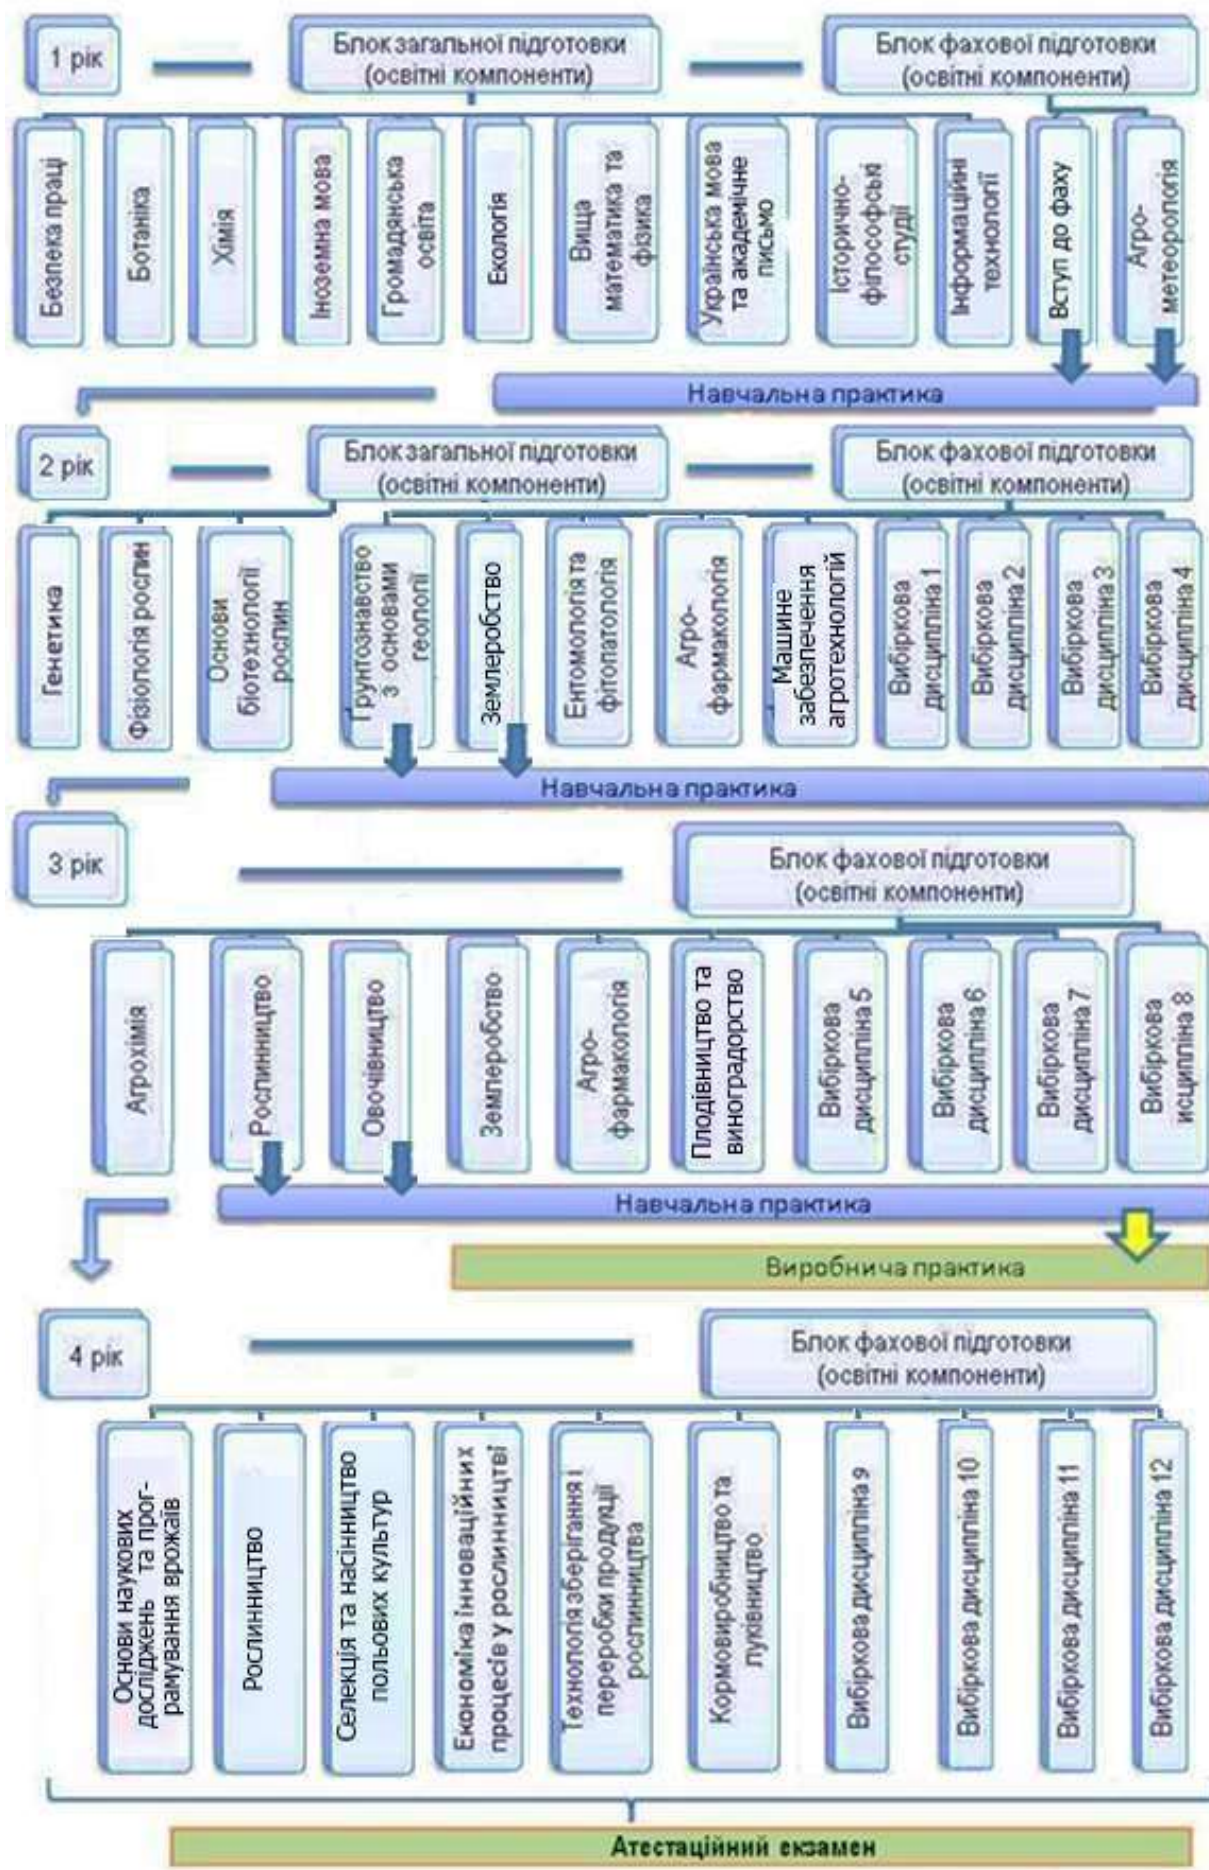 1 рік
Блок загальної підготовки
(освітні компоненти)
Блок фахової підготовки
(освітні компоненти)
Безпека праці
Ботаніка
Хімія
Іноземна мова
Громадянська
освіта
Екологія
Вища
математика та
фізика
Українська мова
та академічне
письмо
Історично-
філософські
студії
Інформаційні
технології
Вступ до фаху
Агро-
метеорологія
Навчальна практика
2 рік
Блок загальної підготовки
(освітні компоненти)
Блок фахової підготовки
(освітні компоненти)
Генетика
Фізіологія рослин
Основи
біотехнології
рослин
Грунтознавство
з основами
геології
Землеробство
Ентомологія та
фітопатологія
Агро-
фармакологія
Машине
забезпечення
агротехнологій
Вибіркова
дисципліна 1
Вибіркова
дисципліна 2
Вибіркова
дисципліна 3
Вибіркова
дисципліна 4
Навчальна практика
3 рік
Блок фахової підготовки
(освітні компоненти)
Агрохімія
Рослинництво
Овочівництво
Землеробство
Агро-
фармакологія
Плодівництво та
виноградорство
Вибіркова
дисципліна 5
Вибіркова
дисципліна 6
Вибіркова
дисципліна 7
Вибіркова
исципліна 8
Навчальна практика
Виробнича практика
4 рік
Блок фахової підготовки
(освітні компоненти)
Основи наукових
досліджень та прог-
рамування врожаїв
Рослинництво
Селекція та насінництво
польових культур
Економіка інноваційних
процесів у рослинництві
Технологія зберігання і
переробки продукції
рослинництва
Кормовиробництво та
луківництво
Вибіркова дисципліна 9
Вибіркова дисципліна 10
Вибіркова дисципліна 11
Вибіркова дисципліна 12
Атестаційний екзамен